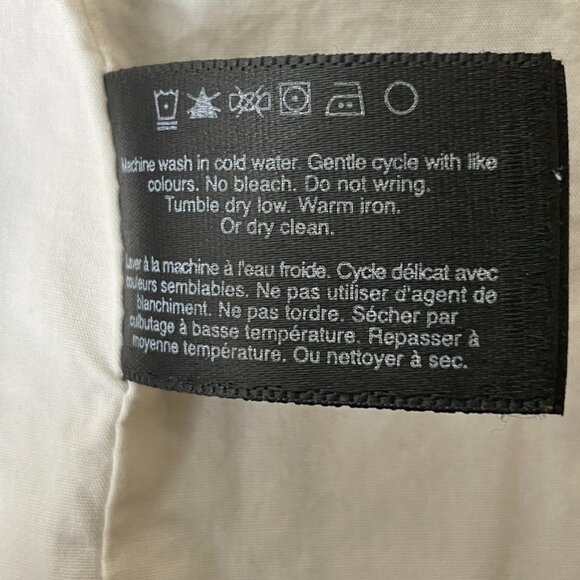 Machine wash in cold water. Gentle cycle with like
colours. No bleach. Do not wring.
Tumble dry low. Warm iron.
Or dry clean.
Laver à la machine à l'eau froide. Cycle délicat avec
couleurs semblables. Ne pas utiliser d'agent de
blanchiment. Ne pas tordre. Sécher par
culbutage à basse température. Repasser à
moyenne température. Ou nettoyer à sec.